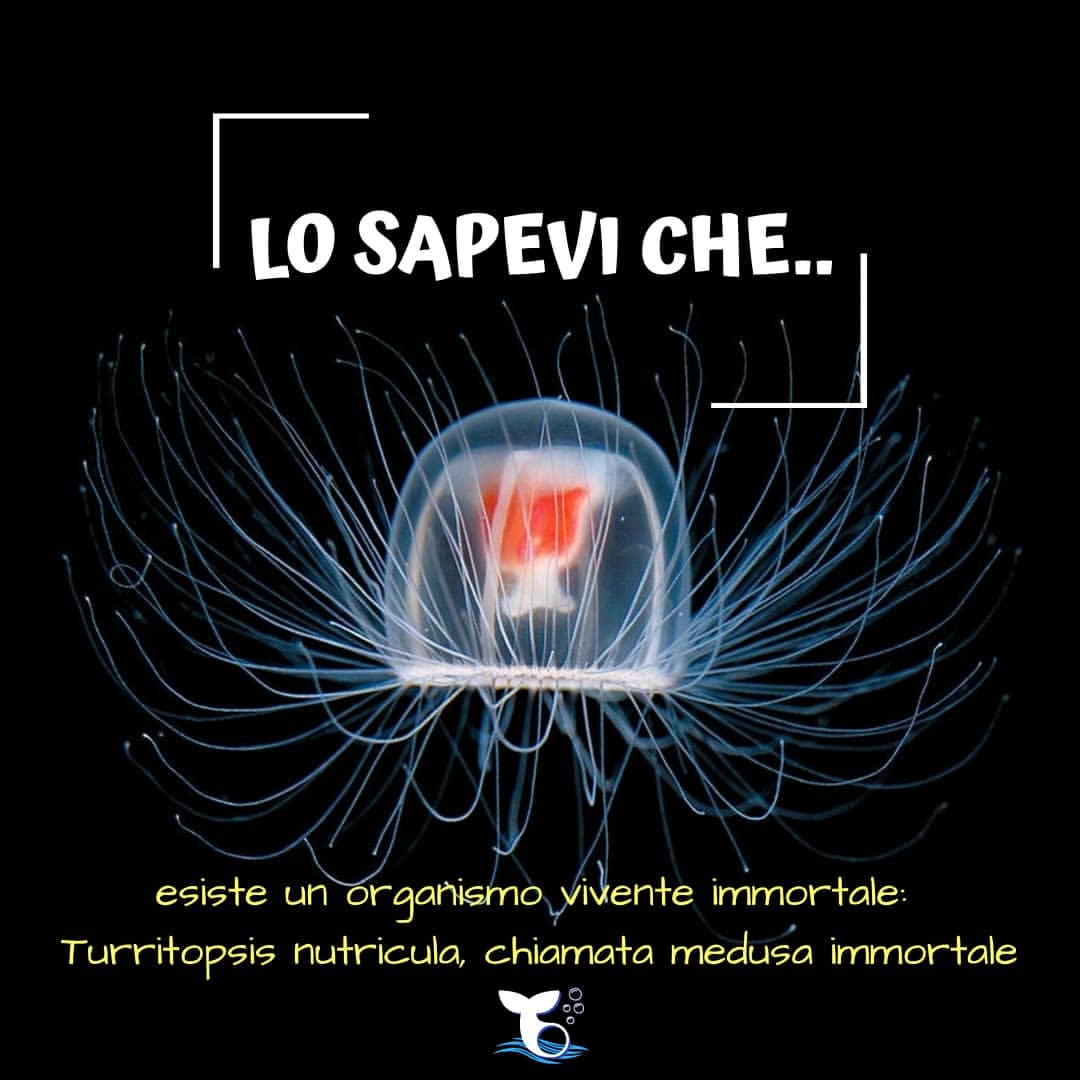 LO SAPEVI CHE..
esiste un organismo vivente immortale:
Turritopsis nutricula, chiamata medusa immortale